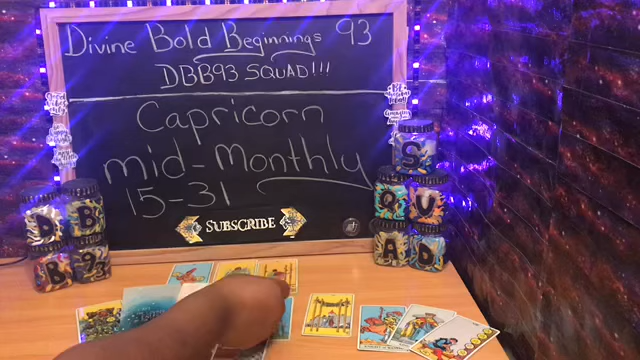 Divine Bold Beginnings 93
DBB93 SQUAD!!!
Capricorn
mid-Monthly
15-31
SUBSCRIBE
D B
B 93
S
Q U
A D